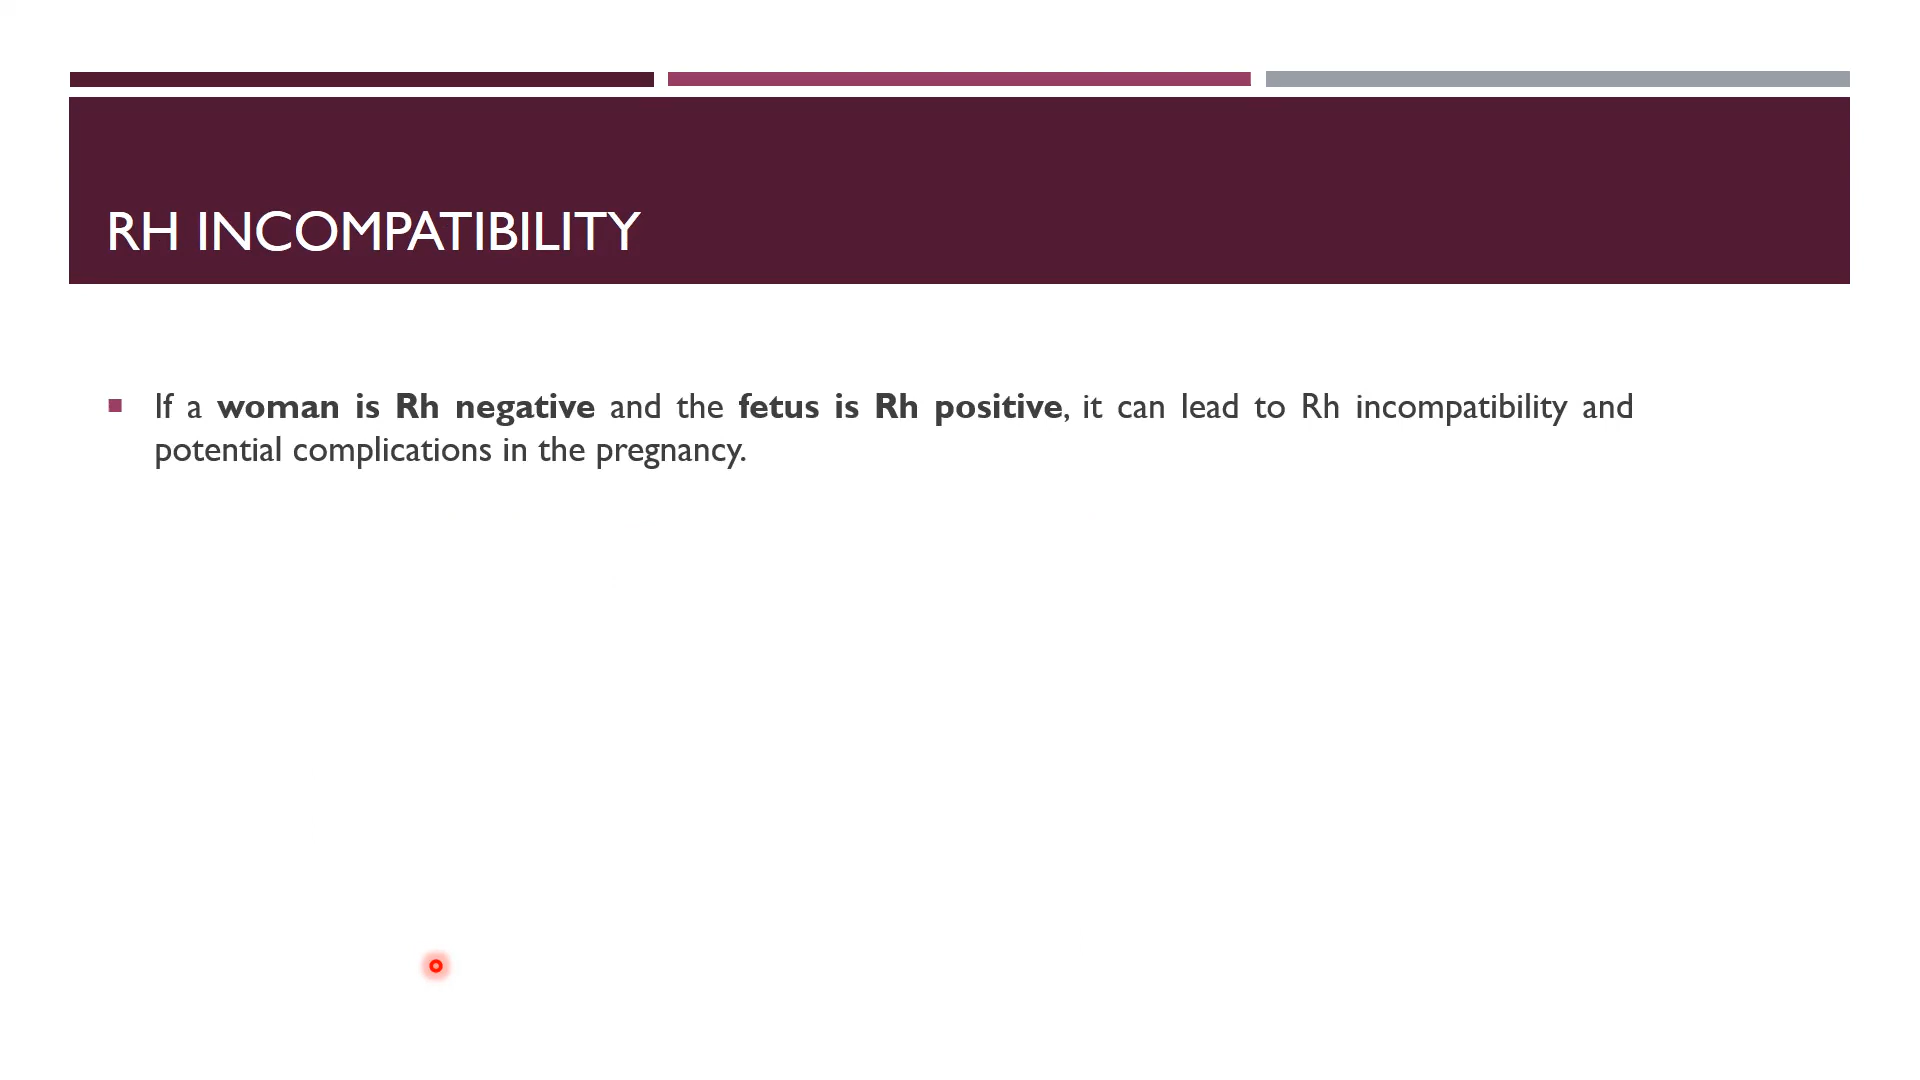 RH INCOMPATIBILITY
If a woman is Rh negative and the fetus is Rh positive, it can lead to Rh incompatibility and
potential complications in the pregnancy.